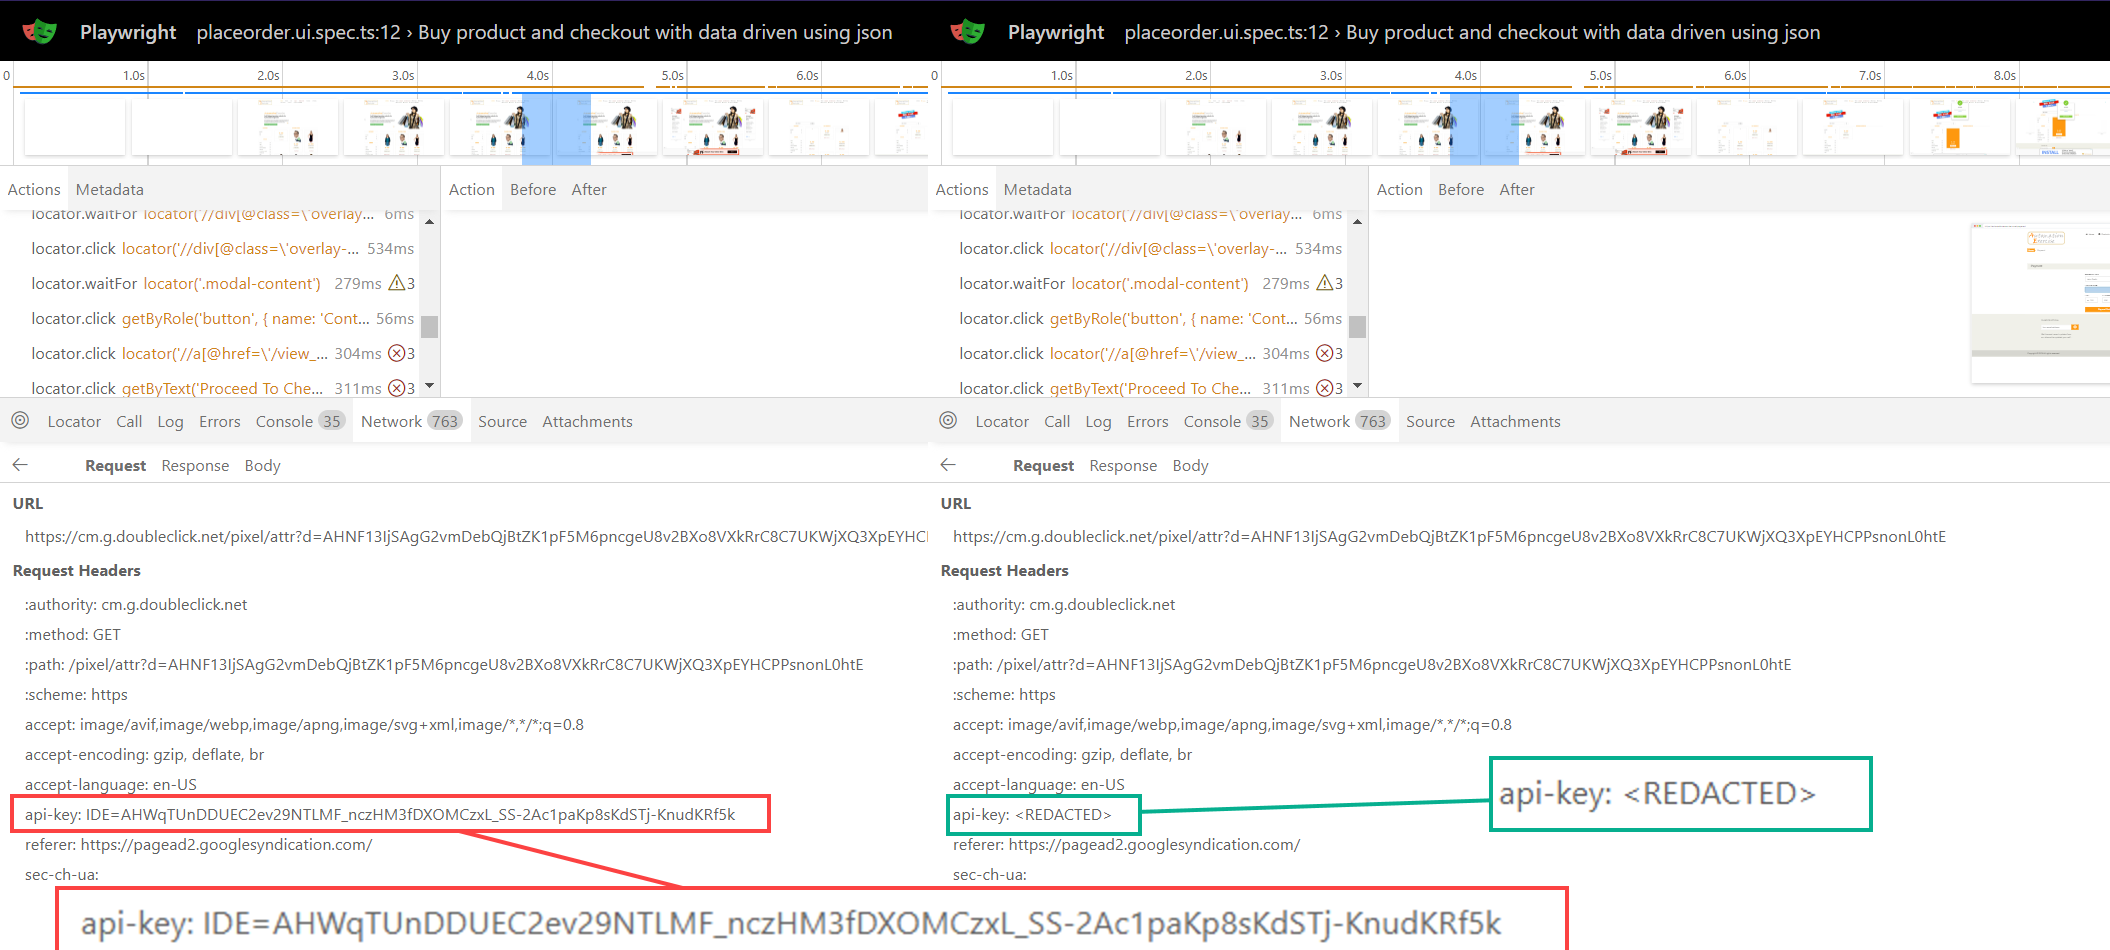 Playwright placeorder.ui.spec.ts:12 › Buy product and checkout with data driven using json
0 1.0s 2.0s 3.0s 4.0s 5.0s 6.0s
Actions Metadata
locator.waitFor locator('//div[@class=\'overlay... 6ms
locator.click locator('//div[@class=\'overlay-... 534ms
locator.waitFor locator('.modal-content') 279ms 3
locator.click getByRole('button', { name: 'Cont... 56ms
locator.click locator('//a[@href=\'/view_... 304ms 3
locator.click getByText('Proceed To Che... 311ms 3
Action Before After
Locator Call Log Errors Console 35 Network 763 Source Attachments
Request Response Body
URL
https://cm.g.doubleclick.net/pixel/attr?d=AHNF13IjSAgG2vmDebQjBtZK1pF5M6pncgeU8v2BXo8VXkRrC8C7UKWjXQ3XpEYHCI
Request Headers
:authority: cm.g.doubleclick.net
:method: GET
:path: /pixel/attr?d=AHNF13IjSAgG2vmDebQjBtZK1pF5M6pncgeU8v2BXo8VXkRrC8C7UKWjXQ3XpEYHCPPsnonL0htE
:scheme: https
accept: image/avif,image/webp,image/apng,image/svg+xml,image/*,*/*;q=0.8
accept-encoding: gzip, deflate, br
accept-language: en-US
api-key: IDE=AHWqTUnDDUEC2ev29NTLMF_nczHM3fDXOMCzxL_SS-2Ac1paKp8sKdSTj-KnudKRf5k
referer: https://pagead2.googlesyndication.com/
sec-ch-ua:
api-key: IDE=AHWqTUnDDUEC2ev29NTLMF_nczHM3fDXOMCzxL_SS-2Ac1paKp8sKdSTj-KnudKRf5k
Playwright placeorder.ui.spec.ts:12 › Buy product and checkout with data driven using json
0 1.0s 2.0s 3.0s 4.0s 5.0s 6.0s 7.0s 8.0s
Actions Metadata
locator.waitFor locator('//div[@class=\'overlay... 6ms
locator.click locator('//div[@class=\'overlay-... 534ms
locator.waitFor locator('.modal-content') 279ms 3
locator.click getByRole('button', { name: 'Cont... 56ms
locator.click locator('//a[@href=\'/view_... 304ms 3
locator.click getByText('Proceed To Che... 311ms 3
Action Before After
Locator Call Log Errors Console 35 Network 763 Source Attachments
Request Response Body
URL
https://cm.g.doubleclick.net/pixel/attr?d=AHNF13IjSAgG2vmDebQjBtZK1pF5M6pncgeU8v2BXo8VXkRrC8C7UKWjXQ3XpEYHCPPsnonL0htE
Request Headers
:authority: cm.g.doubleclick.net
:method: GET
:path: /pixel/attr?d=AHNF13IjSAgG2vmDebQjBtZK1pF5M6pncgeU8v2BXo8VXkRrC8C7UKWjXQ3XpEYHCPPsnonL0htE
:scheme: https
accept: image/avif,image/webp,image/apng,image/svg+xml,image/*,*/*;q=0.8
accept-encoding: gzip, deflate, br
accept-language: en-US
api-key: <REDACTED>
api-key: <REDACTED>
referer: https://pagead2.googlesyndication.com/
sec-ch-ua: